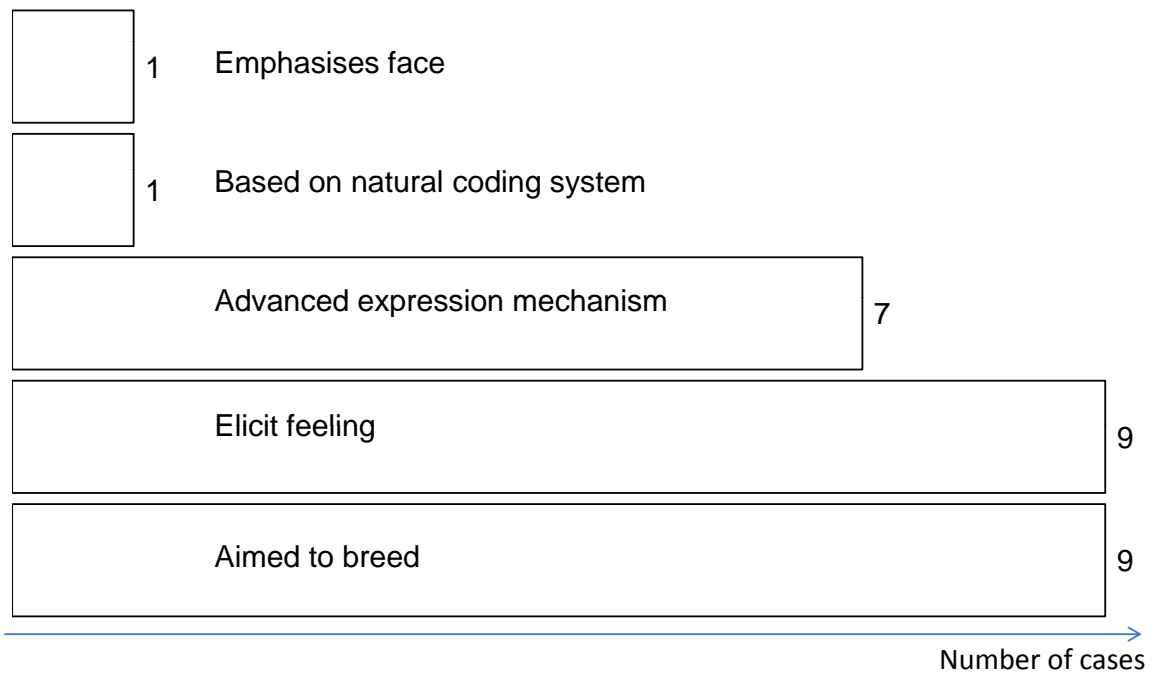 1 Emphasises face
1 Based on natural coding system
Advanced expression mechanism 7
Elicit feeling 9
Aimed to breed 9
Number of cases